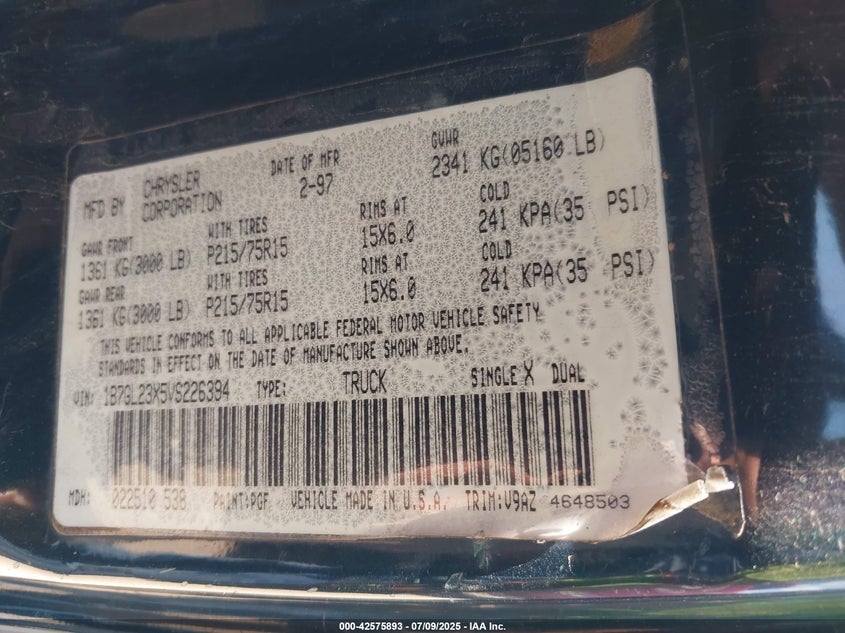 MFD BY CHRYSLER CORPORATION DATE OF MFR 2-97 GVWR 2341 KG(05160 LB)
GAWR FRONT WITH TIRES RIMS AT COLD
1361 KG(3000 LB) P215/75R15 15X6.0 241 KPA(35 PSI)
GAWR REAR WITH TIRES RIMS AT COLD
1361 KG(3000 LB) P215/75R15 15X6.0 241 KPA(35 PSI)
THIS VEHICLE CONFORMS TO ALL APPLICABLE FEDERAL MOTOR VEHICLE SAFETY
STANDARDS IN EFFECT ON THE DATE OF MANUFACTURE SHOWN ABOVE.
VIN: 1B7GL23X5VS226394 TYPE: TRUCK SINGLE X DUAL
MDH: 022510 538 PAINT:PGF VEHICLE MADE IN U.S.A. TRIM:V9AZ 4648503
000-42575893 - 07/09/2025 - IAA Inc.